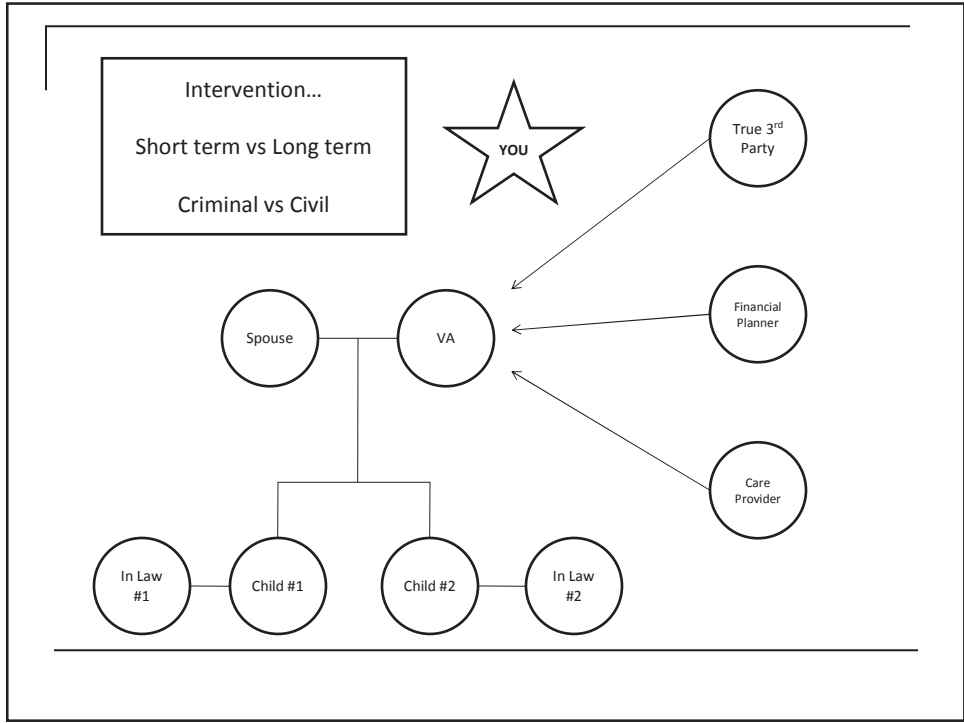 Intervention...
Short term vs Long term
Criminal vs Civil
YOU
True 3rd
Party
Spouse
VA
Financial
Planner
Care
Provider
In Law
#1
Child #1
Child #2
In Law
#2